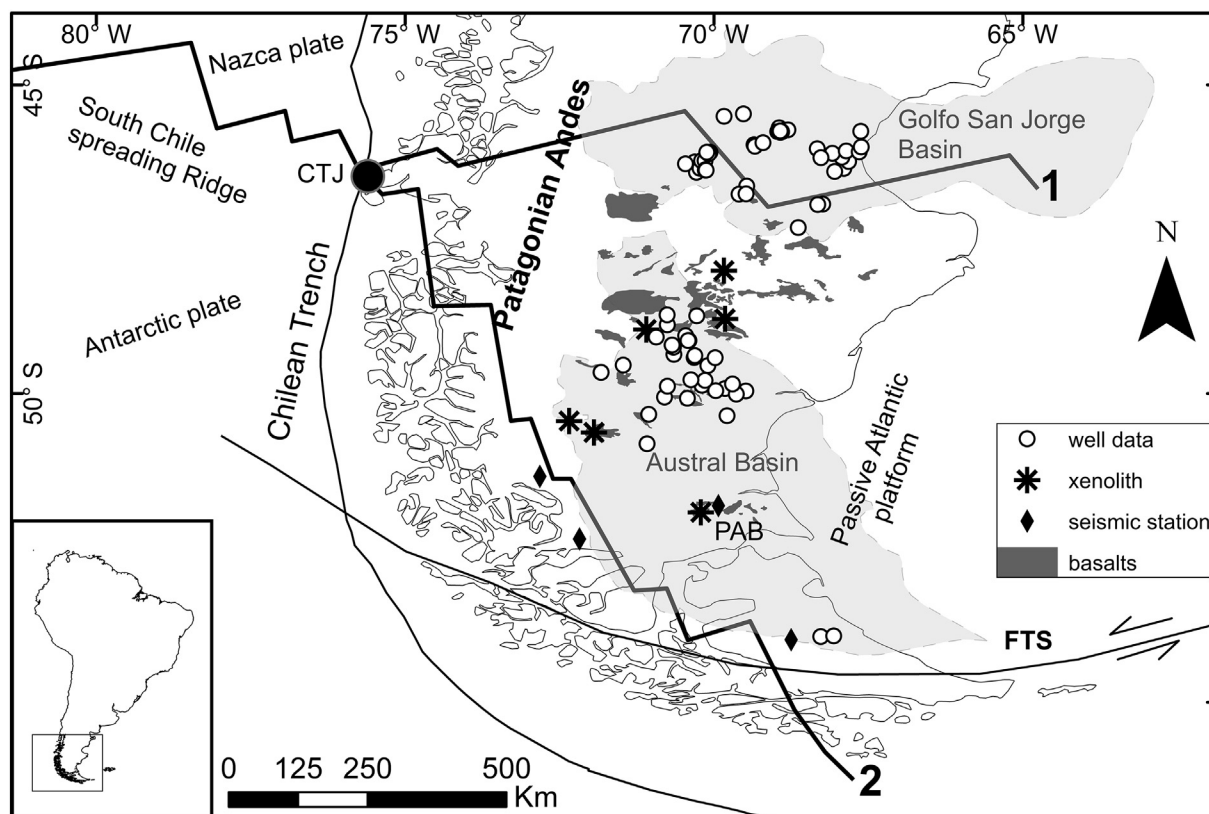 80° W
75° W
70° W
65° W
45° S
50° S
Nazca plate
South Chile
spreading Ridge
CTJ
Patagonian Andes
Golfo San Jorge
Basin
1
N
Antarctic plate
Chilean Trench
Austral Basin
Passive Atlantic
platform
PAB
well data
xenolith
seismic station
basalts
FTS
2
0 125 250 500
Km